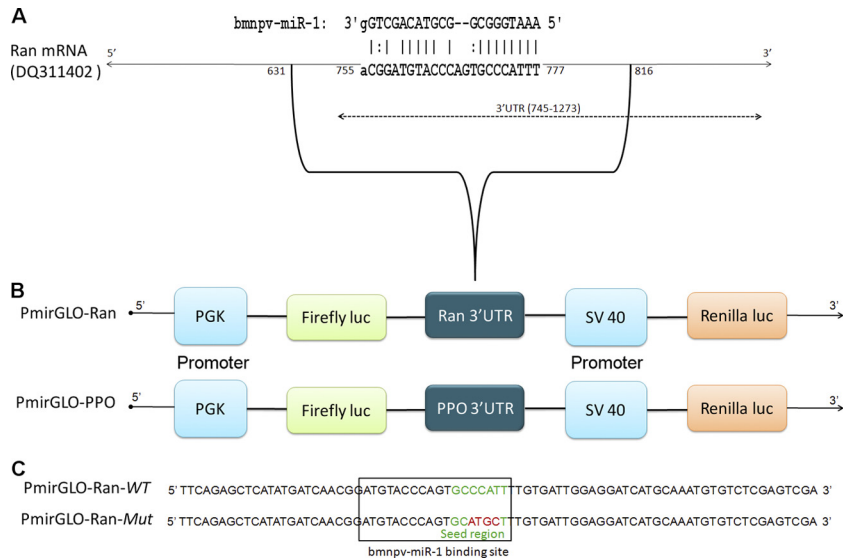 A
bmnpv-miR-1: 3'gGTCGACATGCG--GCGGGTAAA 5'
|:| ||||| | :||||||||
Ran mRNA
(DQ311402 )
5′ 3′
631 755 aCGGATGTACCCAGTGCCCATTT 777 816
3′UTR (745-1273)
B
PmirGLO-Ran 5′ PGK Firefly luc Ran 3′UTR SV 40 Renilla luc 3′
Promoter Promoter
PmirGLO-PPO 5′ PGK Firefly luc PPO 3′UTR SV 40 Renilla luc 3′
C
PmirGLO-Ran-WT 5' TTCAGAGCTCATATGATCAACGGATGTACCCAGTGCCCATTTTGTGATTGGAGGATCATGCAAATGTGTCTCGAGTCGA 3'
PmirGLO-Ran-Mut 5' TTCAGAGCTCATATGATCAACGGATGTACCCAGTGCATGCTTTGTGATTGGAGGATCATGCAAATGTGTCTCGAGTCGA 3'
Seed region
bmnpv-miR-1 binding site